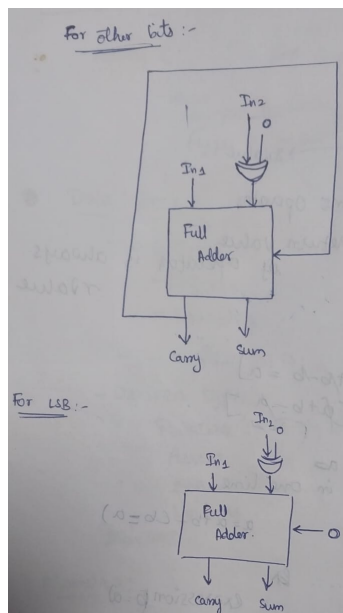 For other bits:-
In2
0
In1
Full
Adder
Carry
Sum
For LSB:-
In2 0
In1
Full
Adder.
0
Carry
Sum